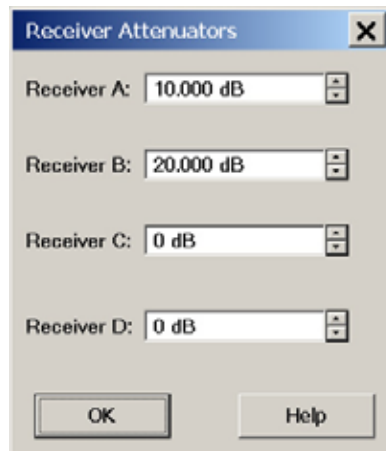 Receiver Attenuators
Receiver A: 10.000 dB
Receiver B: 20.000 dB
Receiver C: 0 dB
Receiver D: 0 dB
OK Help